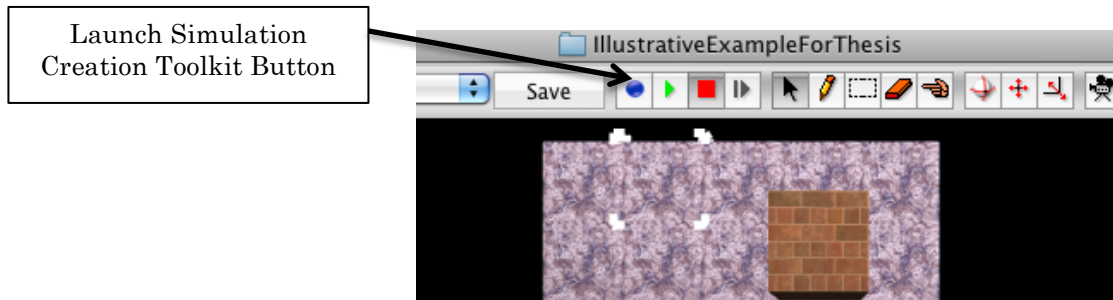 Launch Simulation
Creation Toolkit Button
IllustrativeExampleForThesis
Save